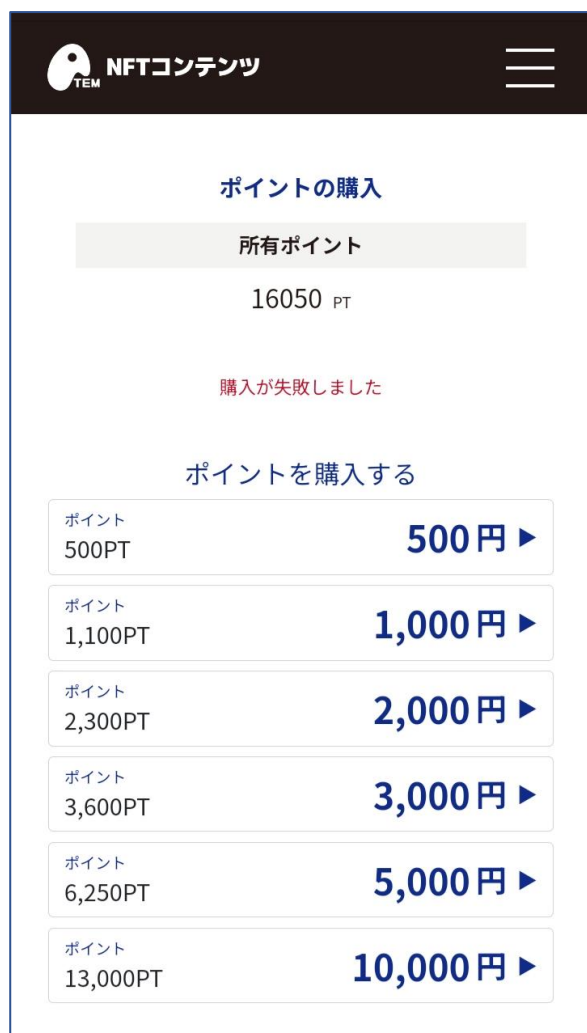 TEM NFTコンテンツ
ポイントの購入
所有ポイント
16050 PT
購入が失敗しました
ポイントを購入する
ポイント
500PT
500円▶
ポイント
1,100PT
1,000円▶
ポイント
2,300PT
2,000円▶
ポイント
3,600PT
3,000円▶
ポイント
6,250PT
5,000円▶
ポイント
13,000PT
10,000円▶